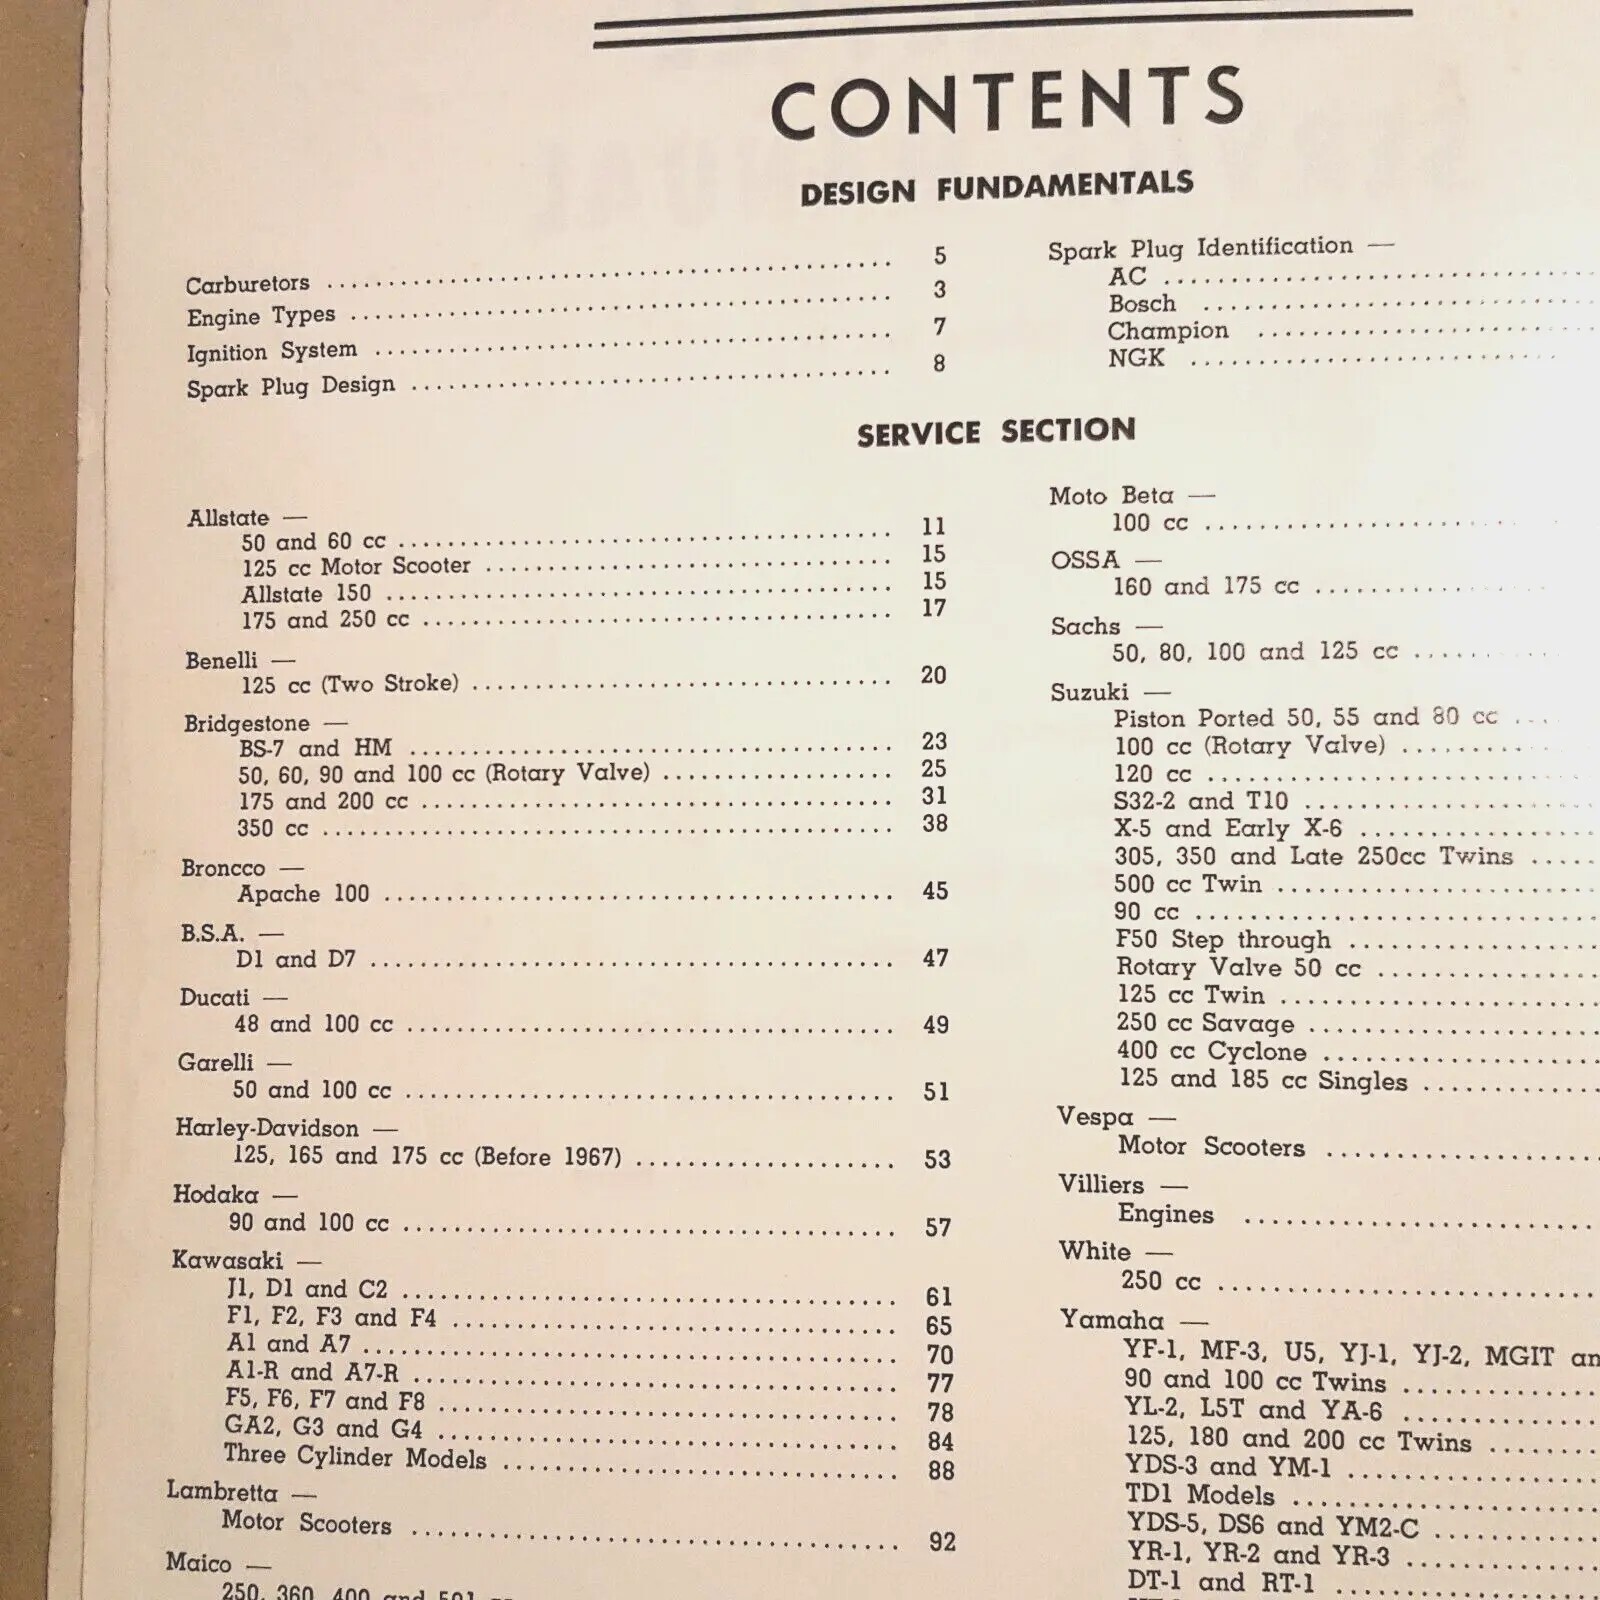 CONTENTS
DESIGN FUNDAMENTALS
Carburetors ........ 5
Engine Types ........ 3
Ignition System ........ 7
Spark Plug Design ........ 8
Spark Plug Identification —
AC ........
Bosch ........
Champion ........
NGK ........
SERVICE SECTION
Allstate —
50 and 60 cc ........ 11
125 cc Motor Scooter ........ 15
Allstate 150 ........ 15
175 and 250 cc ........ 17
Benelli —
125 cc (Two Stroke) ........ 20
Bridgestone —
BS-7 and HM ........ 23
50, 60, 90 and 100 cc (Rotary Valve) ........ 25
175 and 200 cc ........ 31
350 cc ........ 38
Broncco —
Apache 100 ........ 45
B.S.A. —
D1 and D7 ........ 47
Ducati —
48 and 100 cc ........ 49
Garelli —
50 and 100 cc ........ 51
Harley-Davidson —
125, 165 and 175 cc (Before 1967) ........ 53
Hodaka —
90 and 100 cc ........ 57
Kawasaki —
J1, D1 and C2 ........ 61
F1, F2, F3 and F4 ........ 65
A1 and A7 ........ 70
A1-R and A7-R ........ 77
F5, F6, F7 and F8 ........ 78
GA2, G3 and G4 ........ 84
Three Cylinder Models ........ 88
Lambretta —
Motor Scooters ........ 92
Maico —
250, 360, 400 and 501
Moto Beta —
100 cc ........
OSSA —
160 and 175 cc ........
Sachs —
50, 80, 100 and 125 cc ........
Suzuki —
Piston Ported 50, 55 and 80 cc ....
100 cc (Rotary Valve) ........
120 cc ........
S32-2 and T10 ........
X-5 and Early X-6 ........
305, 350 and Late 250cc Twins .....
500 cc Twin ........
90 cc ........
F50 Step through ........
Rotary Valve 50 cc ........
125 cc Twin ........
250 cc Savage ........
400 cc Cyclone ........
125 and 185 cc Singles ........
Vespa —
Motor Scooters ........
Villiers —
Engines ........
White —
250 cc ........
Yamaha —
YF-1, MF-3, U5, YJ-1, YJ-2, MGIT an
90 and 100 cc Twins ........
YL-2, L5T and YA-6 ........
125, 180 and 200 cc Twins ........
YDS-3 and YM-1 ........
TD1 Models ........
YDS-5, DS6 and YM2-C ........
YR-1, YR-2 and YR-3 ........
DT-1 and RT-1 ........